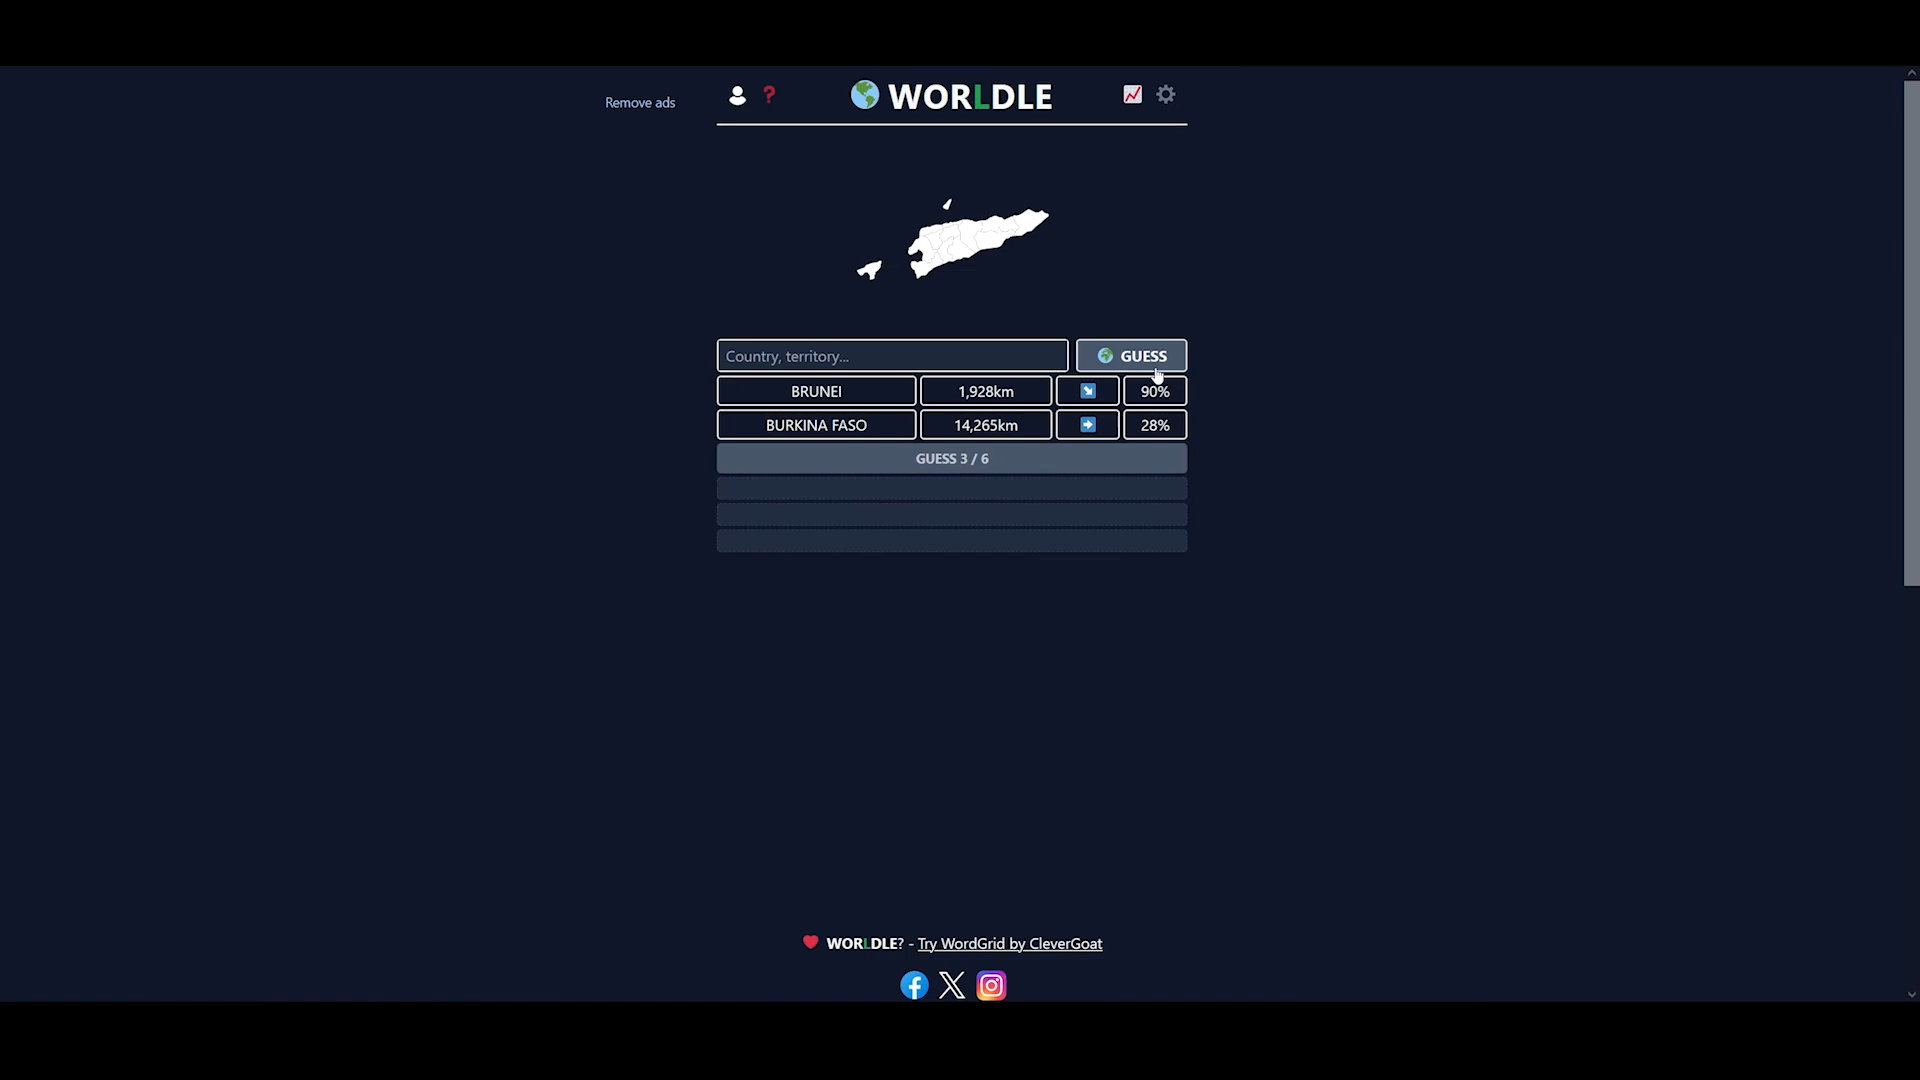 Remove ads
?
WORLDLE
Country, territory...
GUESS
BRUNEI 1,928km 90%
BURKINA FASO 14,265km 28%
GUESS 3 / 6
WORLDLE? - Try WordGrid by CleverGoat